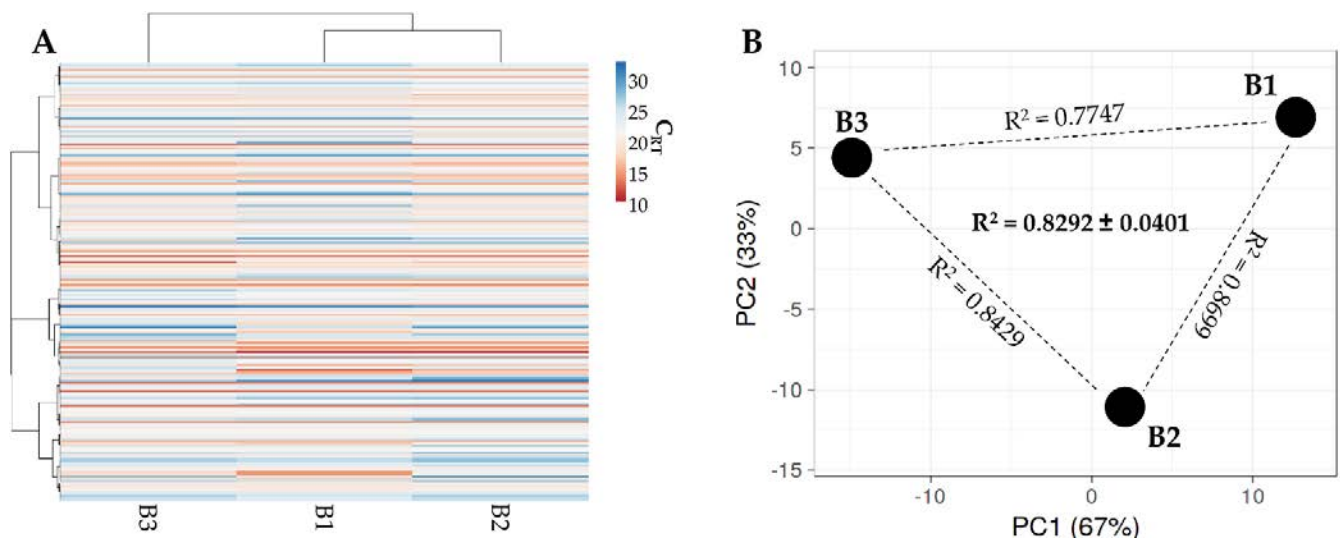 A
30
25
20
15
10
C_RT
B3
B1
B2
B
10
5
0
-5
-10
-15
PC2 (33%)
B3
B1
B2
R² = 0.7747
R² = 0.8292 ± 0.0401
R² = 0.8429
R² = 0.8699
-10
0
10
PC1 (67%)